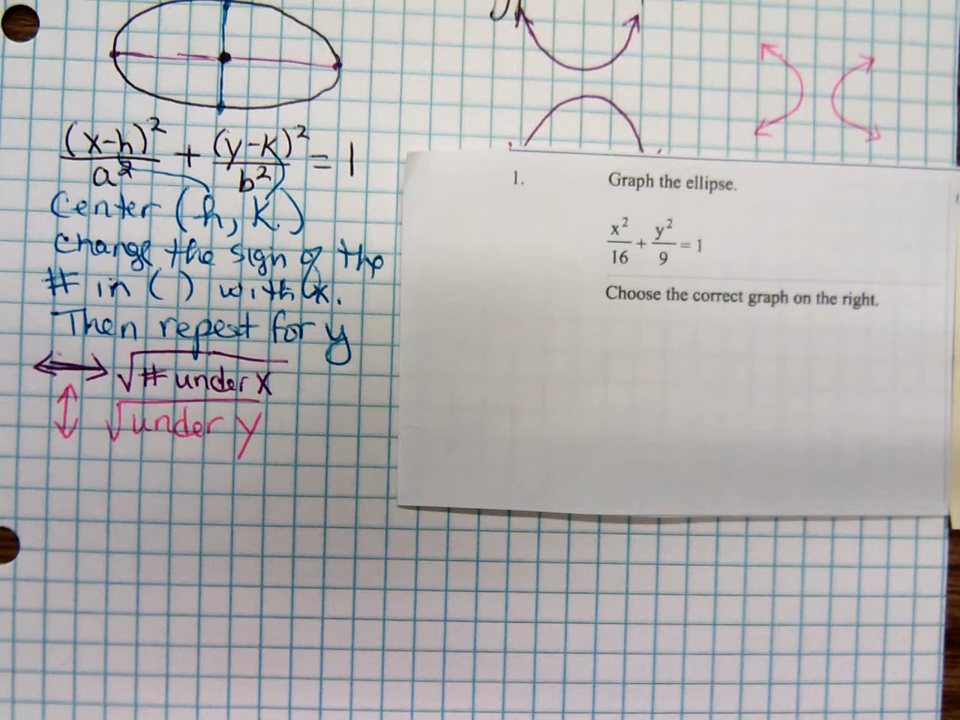 (x-h)²/a² + (y-k)²/b² = 1
Center (h, k)
change the sign of the
# in ( ) with x.
Then repeat for y
√# under x
√under y
1. Graph the ellipse.
x²/16 + y²/9 = 1
Choose the correct graph on the right.